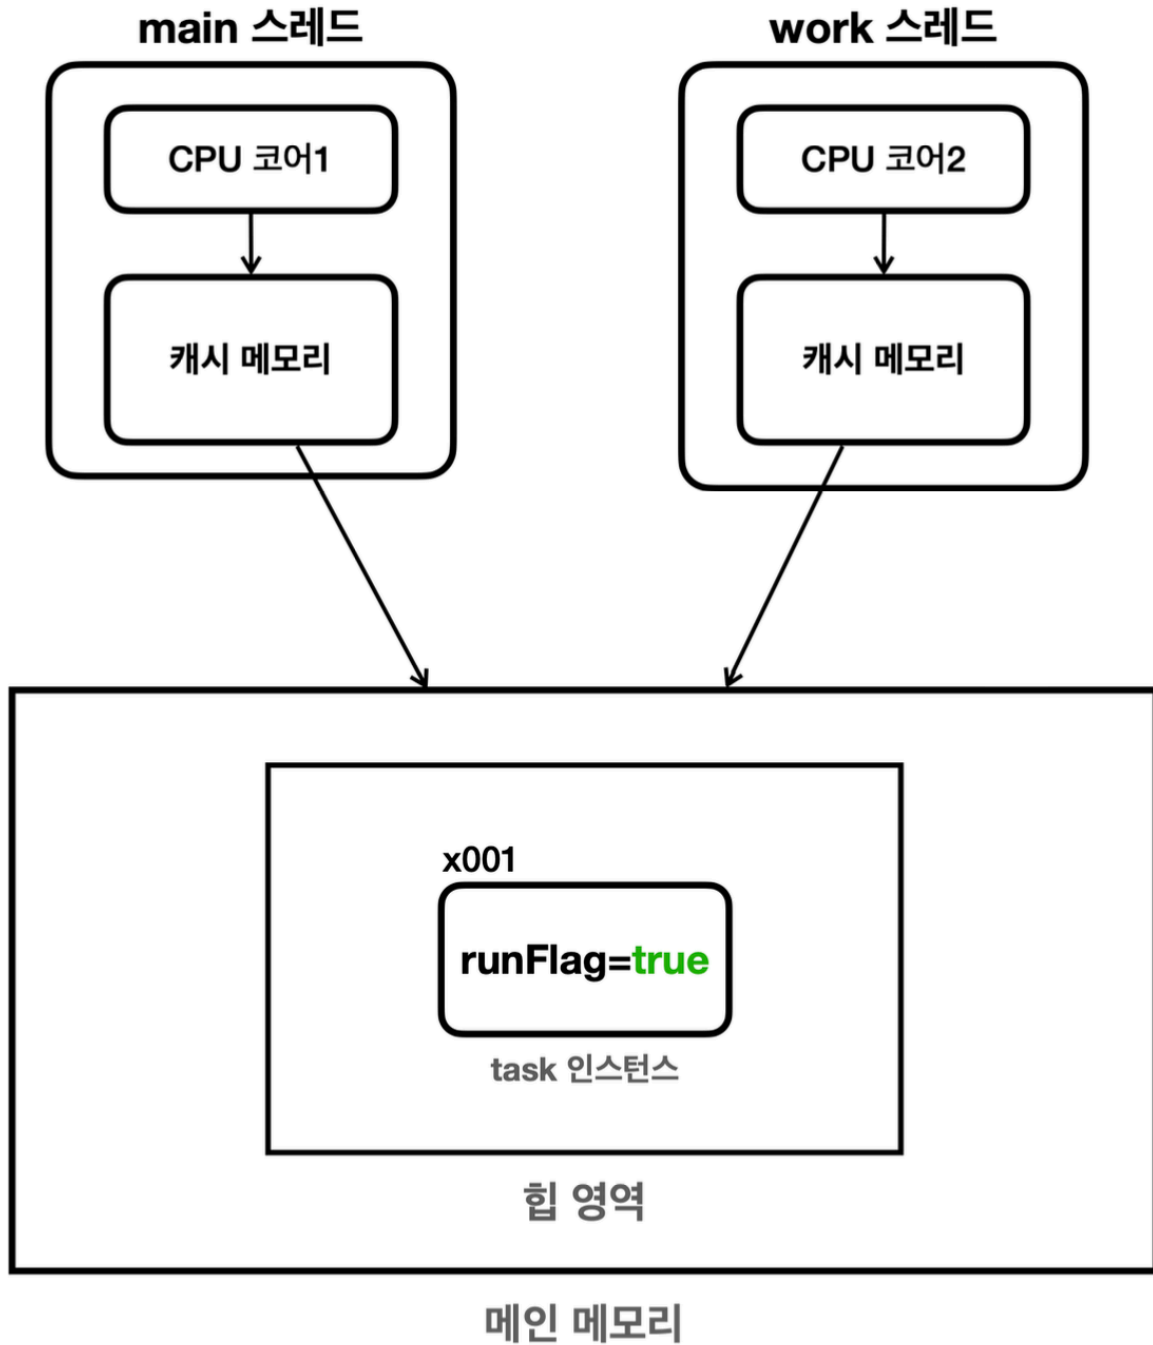 main 스레드
work 스레드
CPU 코어1
CPU 코어2
캐시 메모리
캐시 메모리
x001
runFlag=true
task 인스턴스
힙 영역
메인 메모리